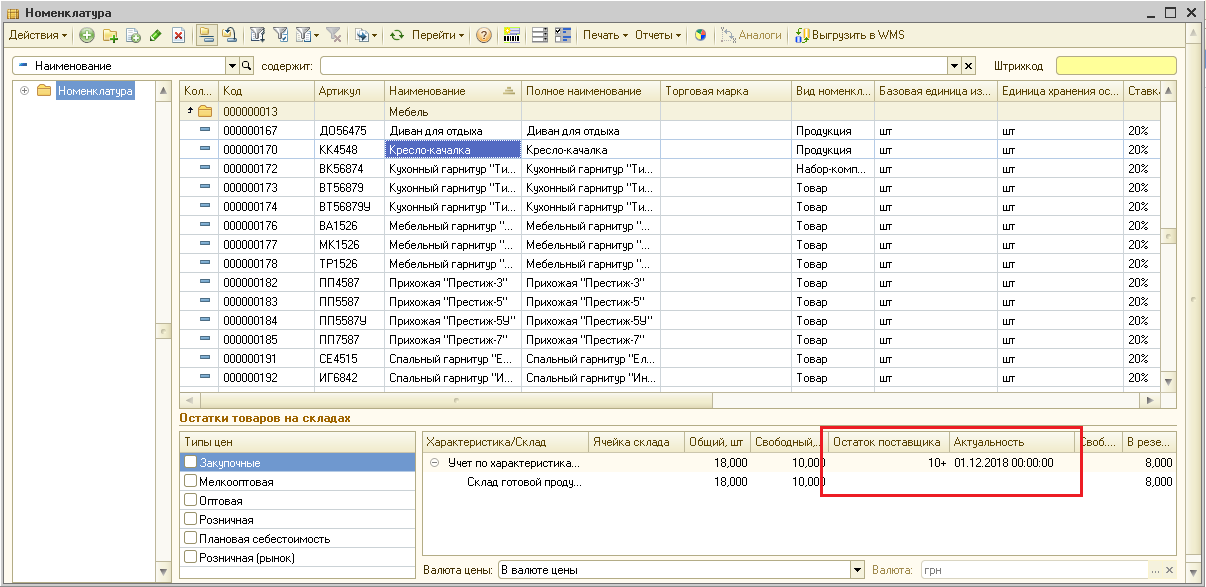 Номенклатура
Действия Перейти Печать Отчеты Аналоги Выгрузить в WMS
Наименование содержит: Штрихкод
Номенклатура
Кол... Код Артикул Наименование Полное наименование Торговая марка Вид номенкл... Базовая единица из... Единица хранения ос... Ставка
000000013 Мебель
000000167 ДО56475 Диван для отдыха Диван для отдыха Продукция шт шт 20%
000000170 КК4548 Кресло-качалка Кресло-качалка Продукция шт шт 20%
000000172 ВК56874 Кухонный гарнитур "Ти... Кухонный гарнитур "Ти... Набор-комп... шт шт 20%
000000173 ВТ56879 Кухонный гарнитур "Ти... Кухонный гарнитур "Ти... Товар шт шт 20%
000000174 ВТ56879У Кухонный гарнитур "Ти... Кухонный гарнитур "Ти... Товар шт шт 20%
000000176 ВА1526 Мебельный гарнитур "... Мебельный гарнитур "... Товар шт шт 20%
000000177 МК1526 Мебельный гарнитур "... Мебельный гарнитур "... Товар шт шт 20%
000000178 ТР1526 Мебельный гарнитур "... Мебельный гарнитур "... Товар шт шт 20%
000000182 ПП4587 Прихожая "Престиж-3" Прихожая "Престиж-3" Товар шт шт 20%
000000183 ПП5587 Прихожая "Престиж-5" Прихожая "Престиж-5" Товар шт шт 20%
000000184 ПП5587У Прихожая "Престиж-5У" Прихожая "Престиж-5У" Товар шт шт 20%
000000185 ПП7587 Прихожая "Престиж-7" Прихожая "Престиж-7" Товар шт шт 20%
000000191 СЕ4515 Спальный гарнитур "Е... Спальный гарнитур "Ел... Товар шт шт 20%
000000192 ИГ6842 Спальный гарнитур "И... Спальный гарнитур "Ин... Товар шт шт 20%
Остатки товаров на складах
Типы цен
Закупочные
Мелкооптовая
Оптовая
Розничная
Плановая себестоимость
Розничная (рынок)
Характеристика/Склад Ячейка склада Общий, шт Свободный,... Остаток поставщика Актуальность Своб.... В резе...
Учет по характеристика... 18,000 10,000 10+ 01.12.2018 00:00:00 8,000
Склад готовой проду... 18,000 10,000 8,000
Валюта цены: В валюте цены Валюта: грн ...